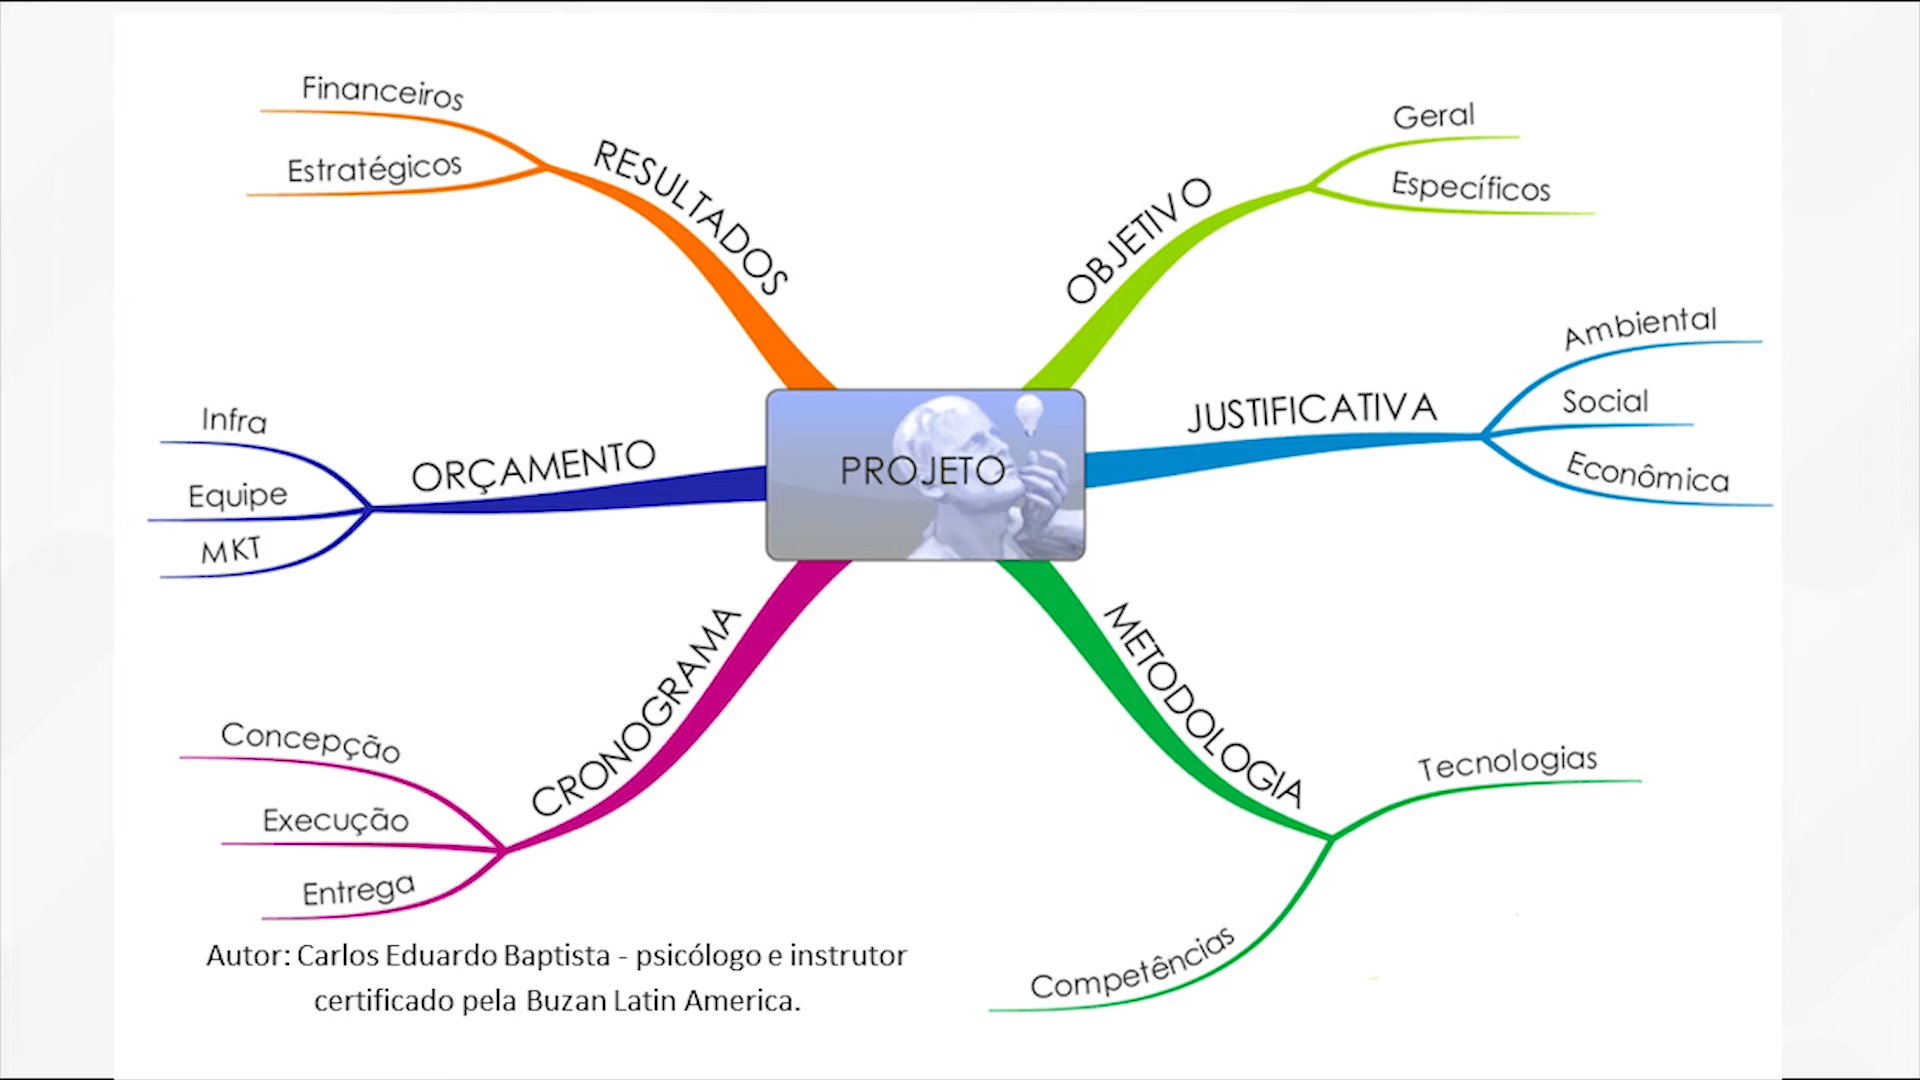 PROJETO
OBJETIVO
Geral
Específicos
JUSTIFICATIVA
Ambiental
Social
Econômica
METODOLOGIA
Tecnologias
Competências
CRONOGRAMA
Concepção
Execução
Entrega
ORÇAMENTO
Infra
Equipe
MKT
RESULTADOS
Financeiros
Estratégicos
Autor: Carlos Eduardo Baptista - psicólogo e instrutor
certificado pela Buzan Latin America.